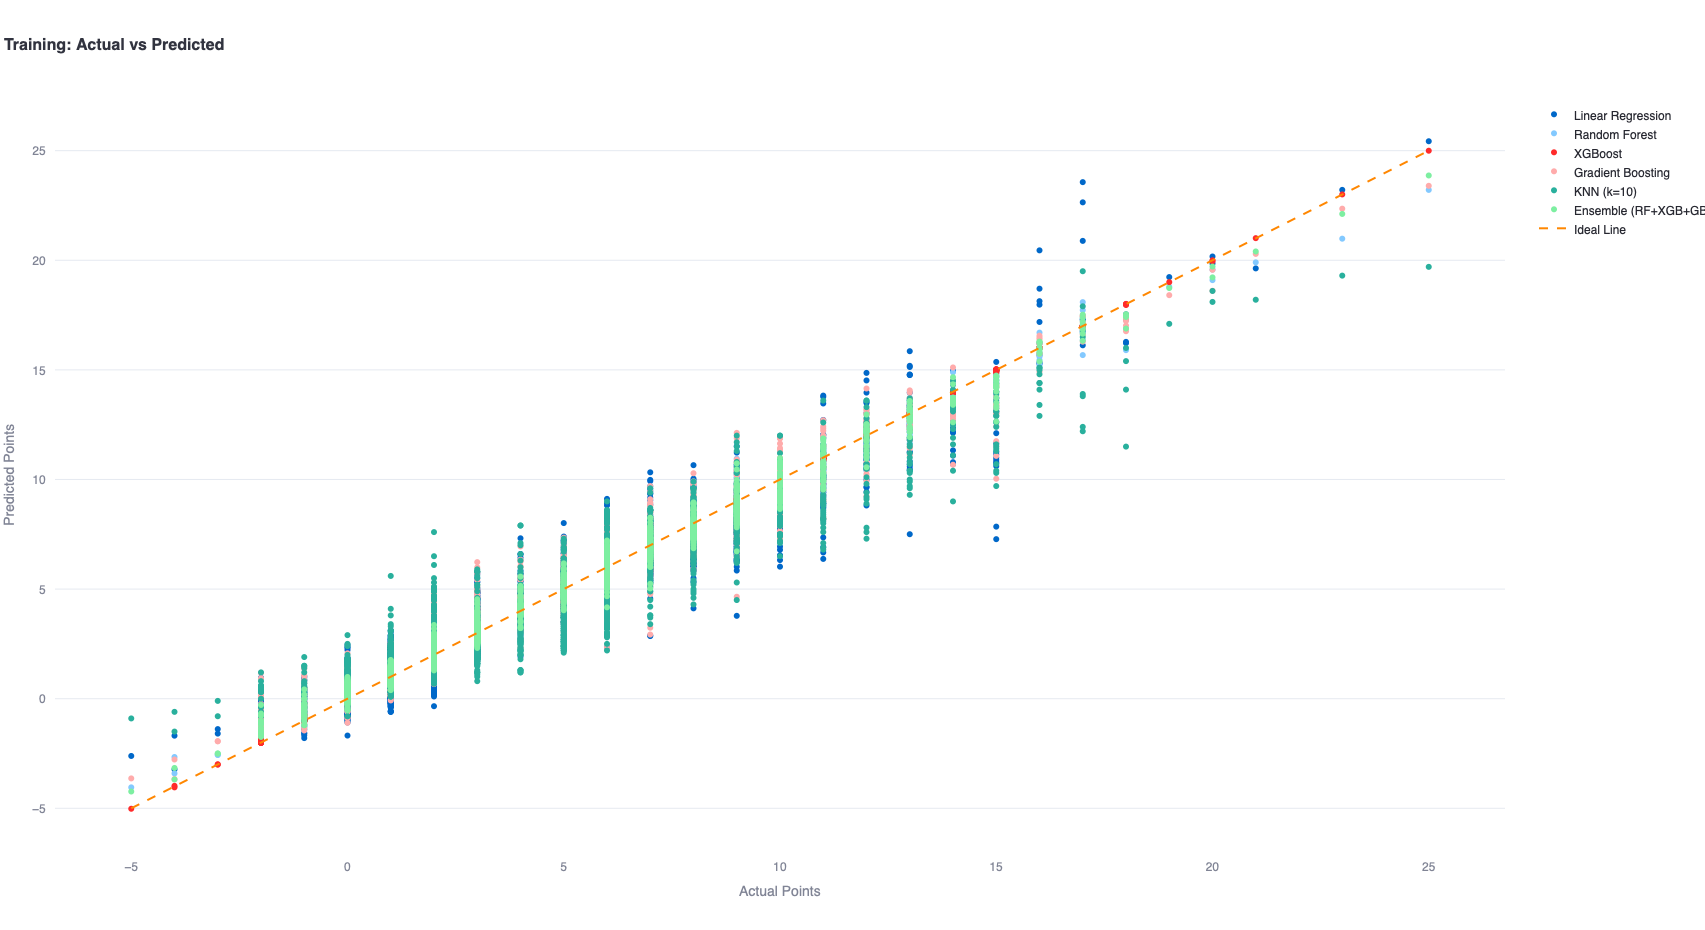 Training: Actual vs Predicted
Linear Regression
Random Forest
XGBoost
Gradient Boosting
KNN (k=10)
Ensemble (RF+XGB+GB
Ideal Line
Predicted Points
25
20
15
10
5
0
−5
−5 0 5 10 15 20 25
Actual Points